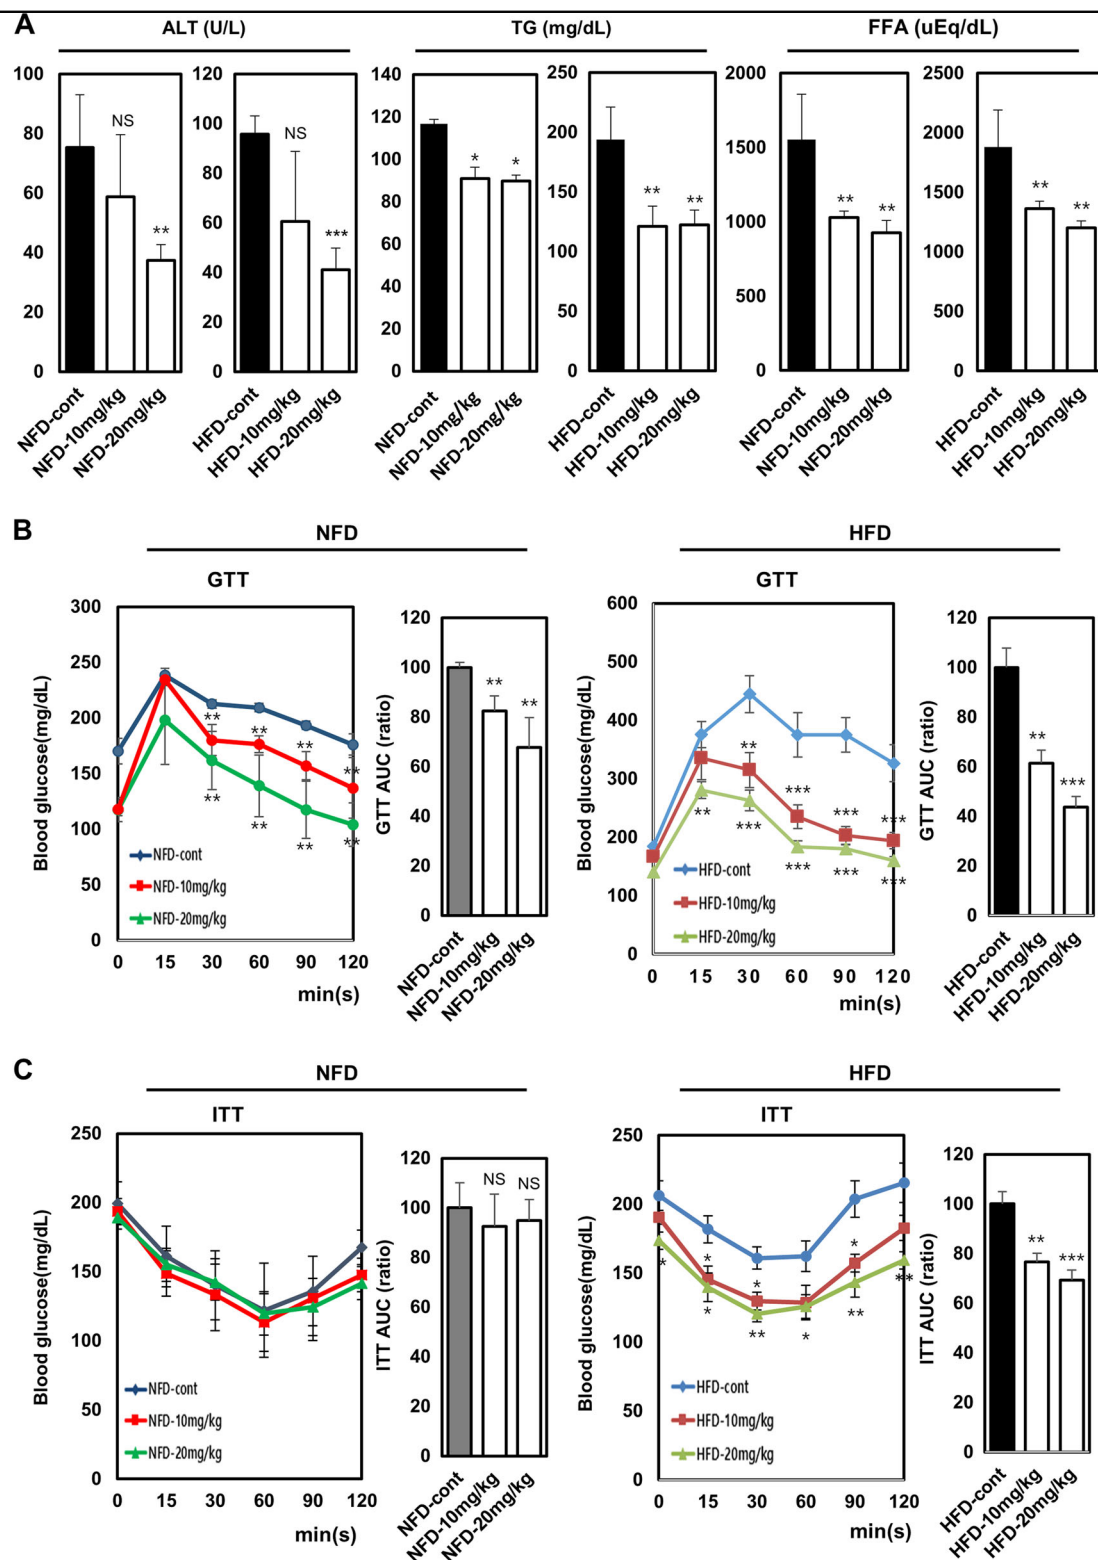 A
ALT (U/L)
TG (mg/dL)
FFA (uEq/dL)
100
80
60
40
20
0
NS
**
NFD-cont
NFD-10mg/kg
NFD-20mg/kg
120
100
80
60
40
20
0
NS
***
HFD-cont
HFD-10mg/kg
HFD-20mg/kg
140
120
100
80
60
40
20
0
*
*
NFD-cont
NFD-10mg/kg
NFD-20mg/kg
250
200
150
100
50
0
**
**
HFD-cont
HFD-10mg/kg
HFD-20mg/kg
2000
1500
1000
500
0
**
**
NFD-cont
NFD-10mg/kg
NFD-20mg/kg
2500
2000
1500
1000
500
0
**
**
HFD-cont
HFD-10mg/kg
HFD-20mg/kg
B
NFD
GTT
Blood glucose(mg/dL)
300
250
200
150
100
50
0
**
**
**
**
**
**
**
**
NFD-cont
NFD-10mg/kg
NFD-20mg/kg
0 15 30 60 90 120
min(s)
GTT AUC (ratio)
120
100
80
60
40
20
0
**
**
NFD-cont
NFD-10mg/kg
NFD-20mg/kg
HFD
GTT
Blood glucose(mg/dL)
600
500
400
300
200
100
0
**
***
***
***
**
***
***
***
***
HFD-cont
HFD-10mg/kg
HFD-20mg/kg
0 15 30 60 90 120
min(s)
GTT AUC (ratio)
120
100
80
60
40
20
0
**
***
HFD-cont
HFD-10mg/kg
HFD-20mg/kg
C
NFD
ITT
Blood glucose(mg/dL)
250
200
150
100
50
0
NFD-cont
NFD-10mg/kg
NFD-20mg/kg
0 15 30 60 90 120
min(s)
ITT AUC (ratio)
120
100
80
60
40
20
0
NS
NS
NFD-cont
NFD-10mg/kg
NFD-20mg/kg
HFD
ITT
Blood glucose(mg/dL)
250
200
150
100
50
0
*
*
*
*
*
**
*
**
**
HFD-cont
HFD-10mg/kg
HFD-20mg/kg
0 15 30 60 90 120
min(s)
ITT AUC (ratio)
120
100
80
60
40
20
0
**
***
HFD-cont
HFD-10mg/kg
HFD-20mg/kg